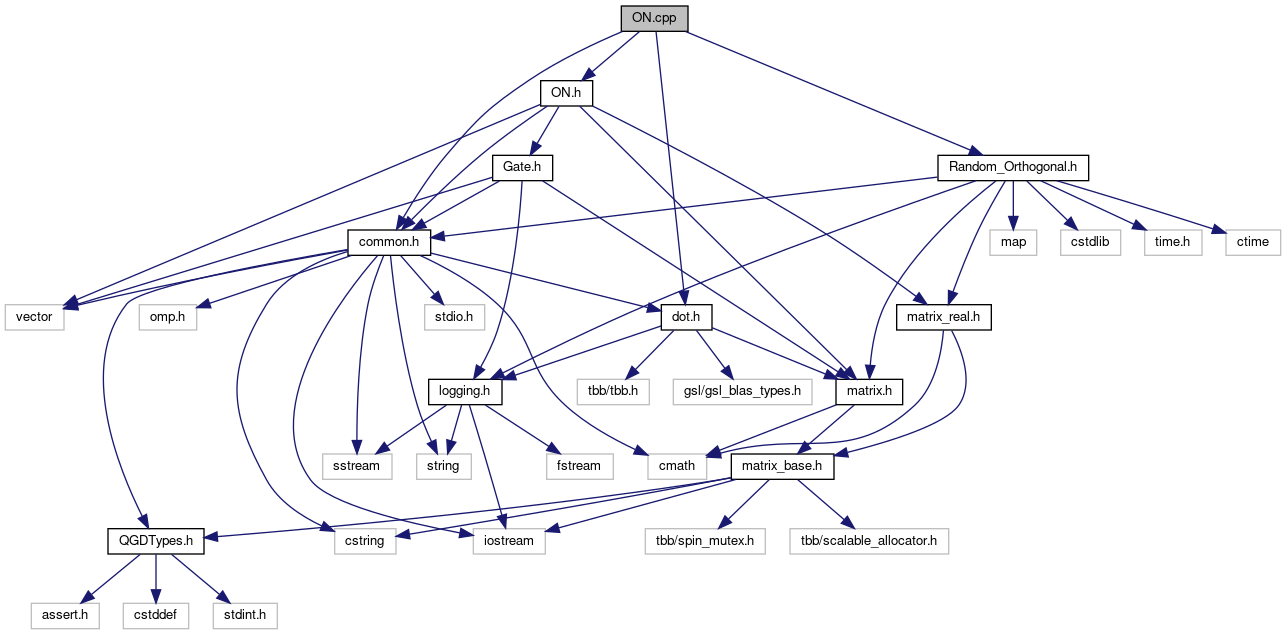 ON.cpp
ON.h
Gate.h
Random_Orthogonal.h
common.h
map
cstdlib
time.h
ctime
vector
omp.h
stdio.h
dot.h
matrix_real.h
logging.h
tbb/tbb.h
gsl/gsl_blas_types.h
matrix.h
sstream
string
fstream
cmath
matrix_base.h
QGDTypes.h
cstring
iostream
tbb/spin_mutex.h
tbb/scalable_allocator.h
assert.h
cstddef
stdint.h